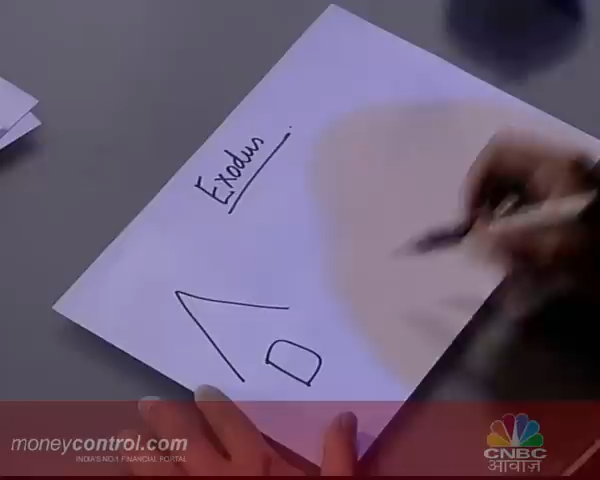 Exodus
D
moneycontrol.com
INDIA'S NO.1 FINANCIAL PORTAL
CNBC
आवाज़